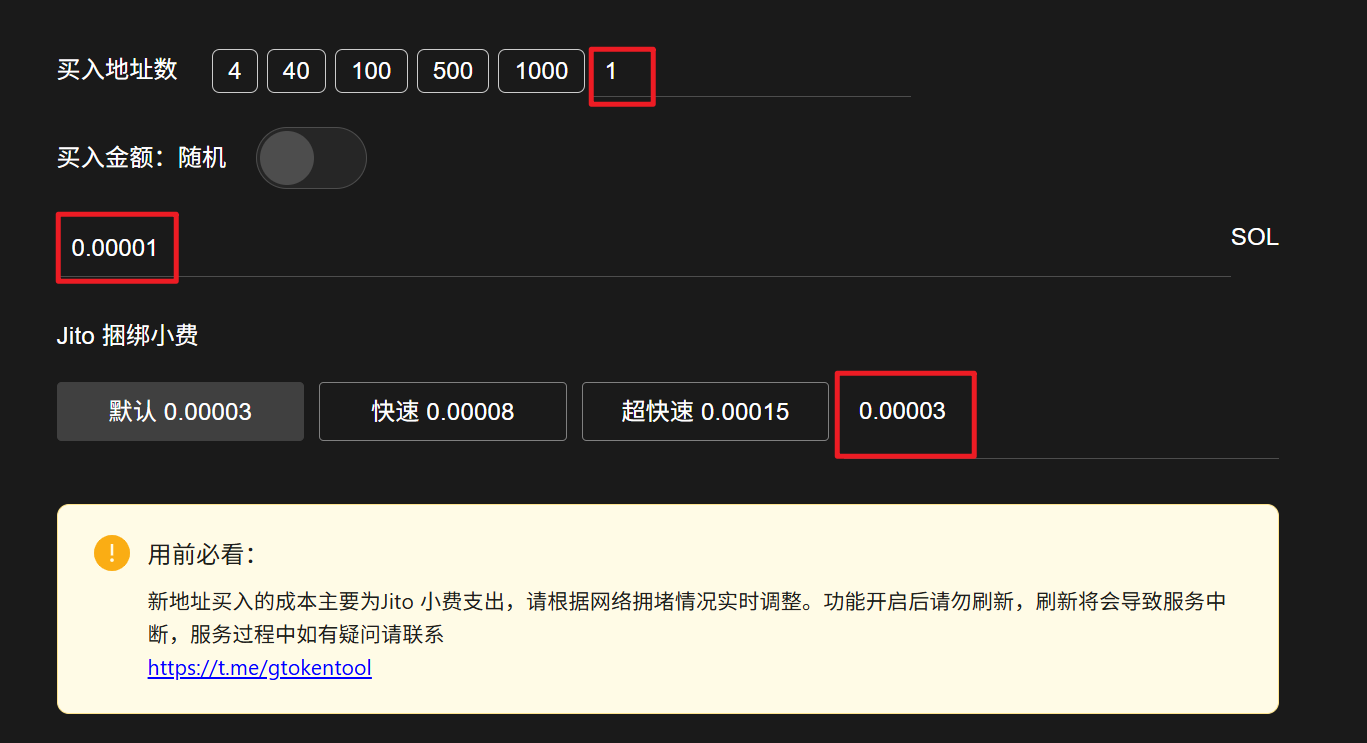 买入地址数 4 40 100 500 1000 1
买入金额：随机
0.00001 SOL
Jito 捆绑小费
默认 0.00003 快速 0.00008 超快速 0.00015 0.00003
用前必看：
新地址买入的成本主要为Jito 小费支出，请根据网络拥堵情况实时调整。功能开启后请勿刷新，刷新将会导致服务中
断，服务过程中如有疑问请联系
https://t.me/gtokentool